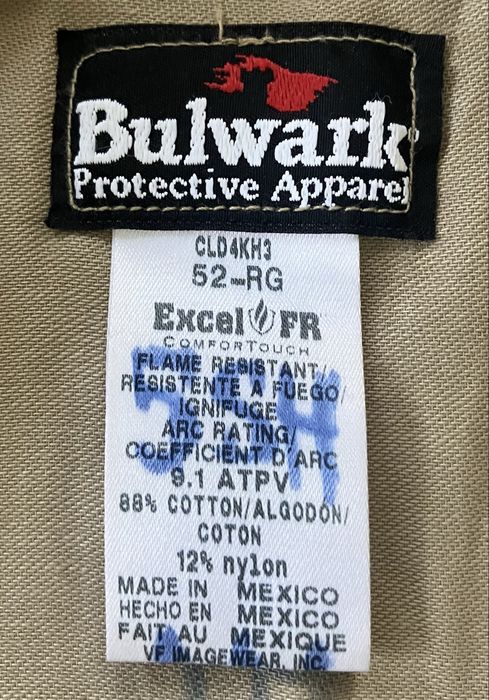 Bulwark
Protective Apparel
CLD4KH3
52-RG
Excel FR
COMFORTOUCH
FLAME RESISTANT/
RESISTENTE A FUEGO/
IGNIFUGE
ARC RATING/
COEFFICIENT D'ARC
9.1 ATPV
88% COTTON/ALGODON/
COTON
12% nylon
MADE IN MEXICO
HECHO EN MEXICO
FAIT AU MEXIQUE
VF IMAGEWEAR, INC.